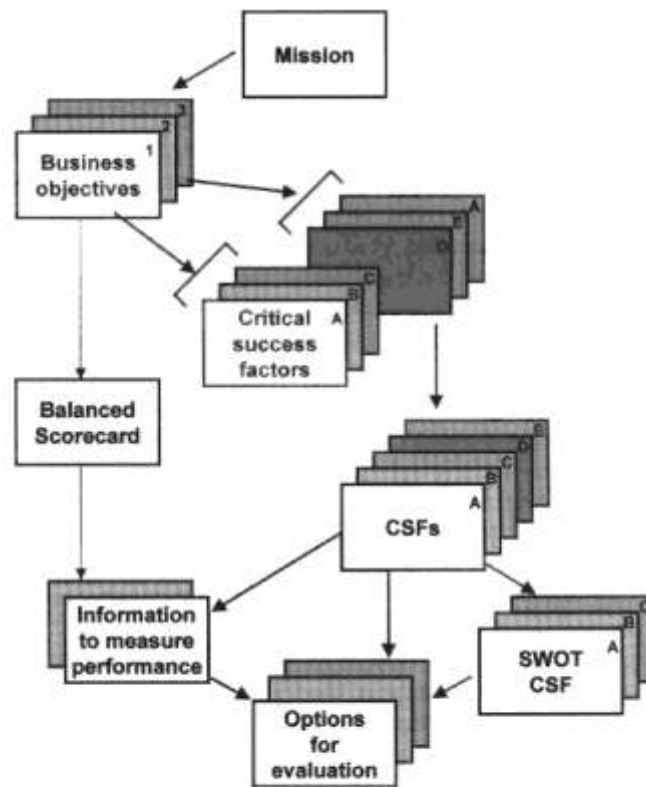 Mission
3
2
1
Business
objectives
A
E
D
C
B
A
Critical
success
factors
Balanced
Scorecard
E
D
C
B
A
CSFs
Information
to measure
performance
C
B
A
SWOT
CSF
Options
for
evaluation